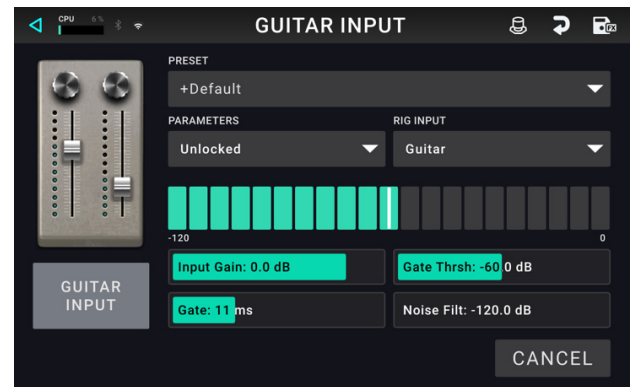 CPU 6%
GUITAR INPUT
FX
PRESET
+Default
PARAMETERS
RIG INPUT
Unlocked
Guitar
-120
0
Input Gain: 0.0 dB
Gate Thrsh: -60.0 dB
GUITAR
INPUT
Gate: 11 ms
Noise Filt: -120.0 dB
CANCEL